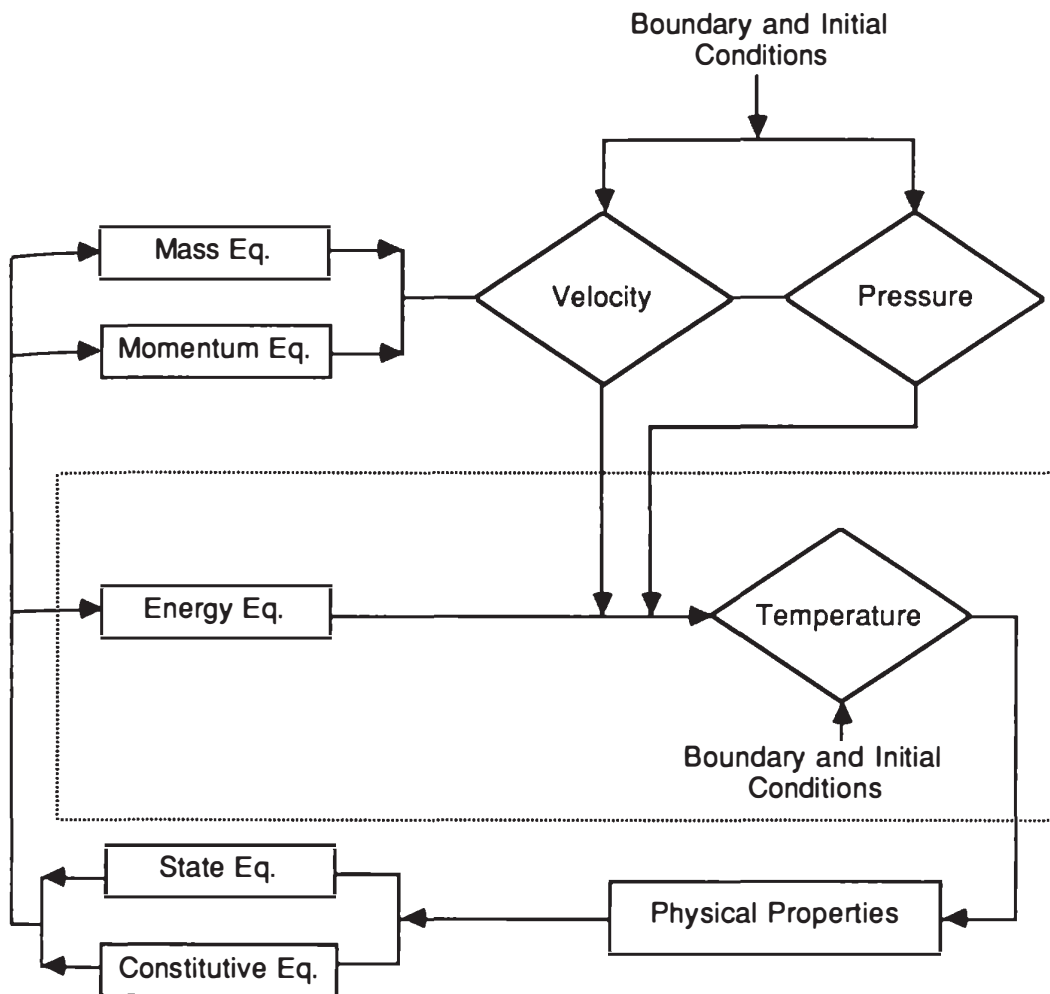 Boundary and Initial
Conditions
Mass Eq.
Velocity
Pressure
Momentum Eq.
Energy Eq.
Temperature
Boundary and Initial
Conditions
State Eq.
Physical Properties
Constitutive Eq.